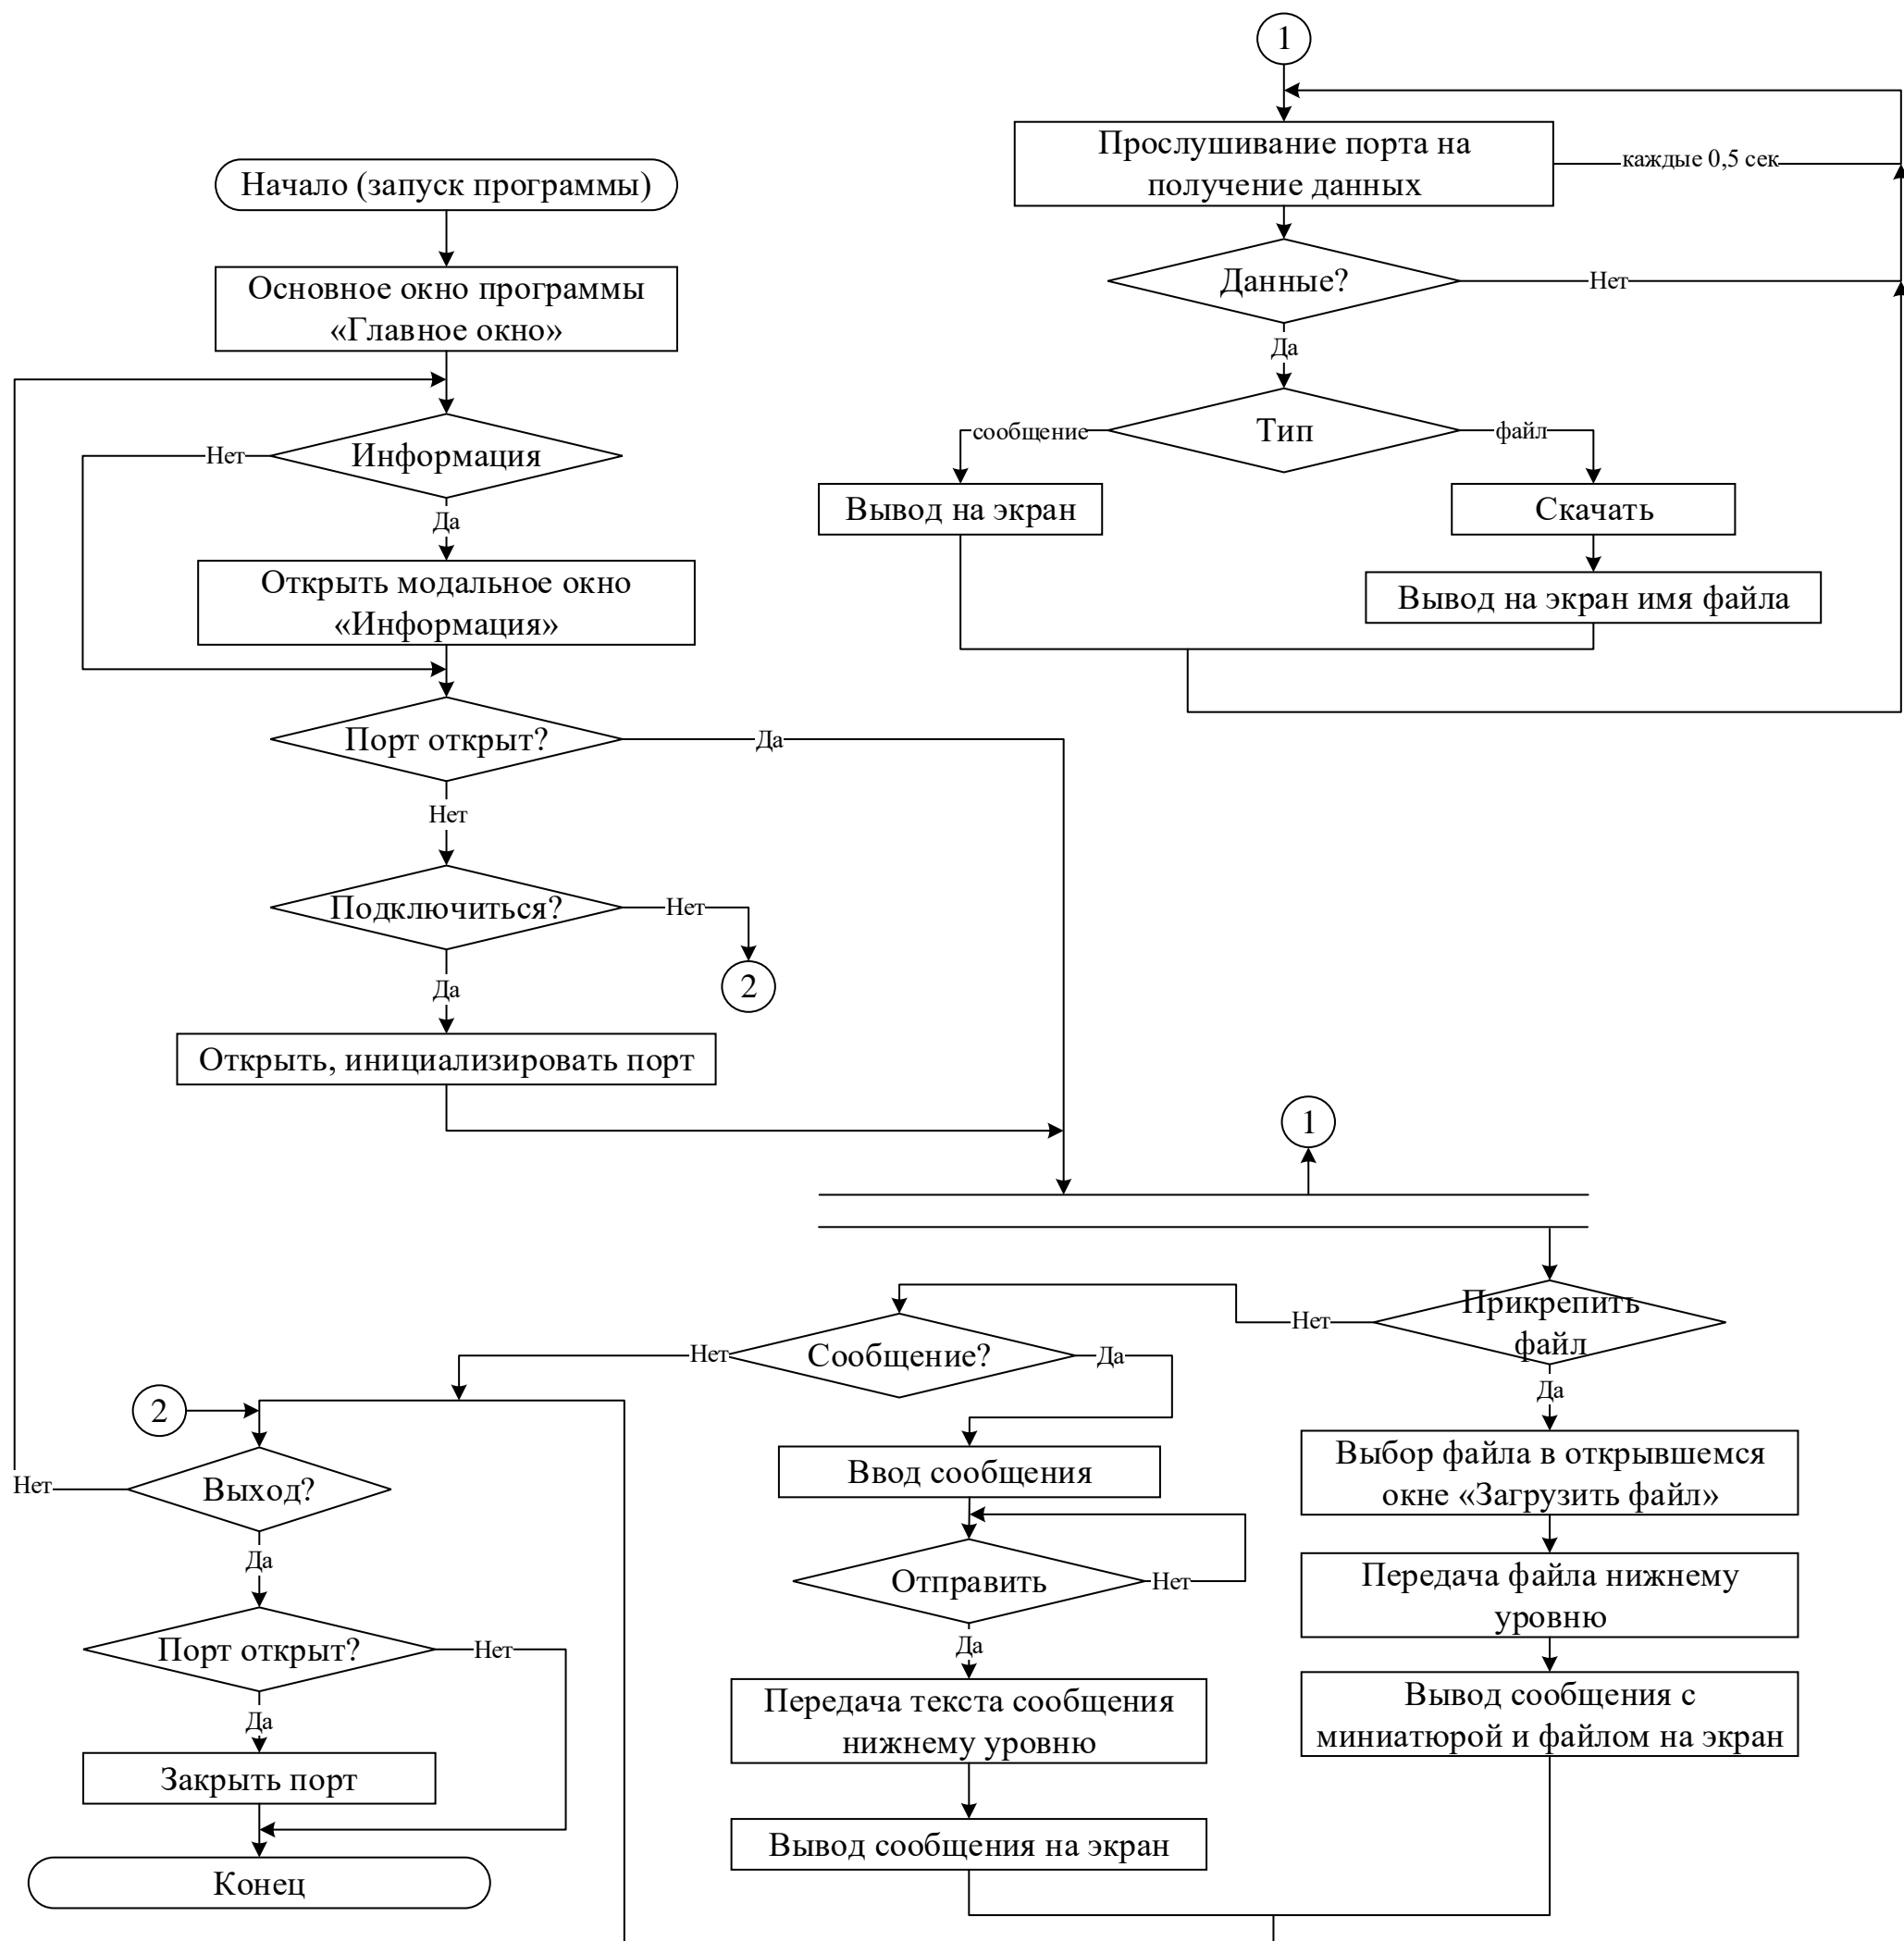 Начало (запуск программы)
Основное окно программы
«Главное окно»
Информация
Нет
Да
Открыть модальное окно
«Информация»
Порт открыт?
Да
Нет
Подключиться?
Нет
2
Да
Открыть, инициализировать порт
1
Прослушивание порта на
получение данных
каждые 0,5 сек
Данные?
Нет
Да
Тип
сообщение
файл
Вывод на экран
Скачать
Вывод на экран имя файла
1
Прикрепить
файл
Нет
Да
Выбор файла в открывшемся
окне «Загрузить файл»
Передача файла нижнему
уровню
Вывод сообщения с
миниатюрой и файлом на экран
Сообщение?
Нет
Да
Ввод сообщения
Отправить
Нет
Да
Передача текста сообщения
нижнему уровню
Вывод сообщения на экран
2
Выход?
Нет
Да
Порт открыт?
Нет
Да
Закрыть порт
Конец